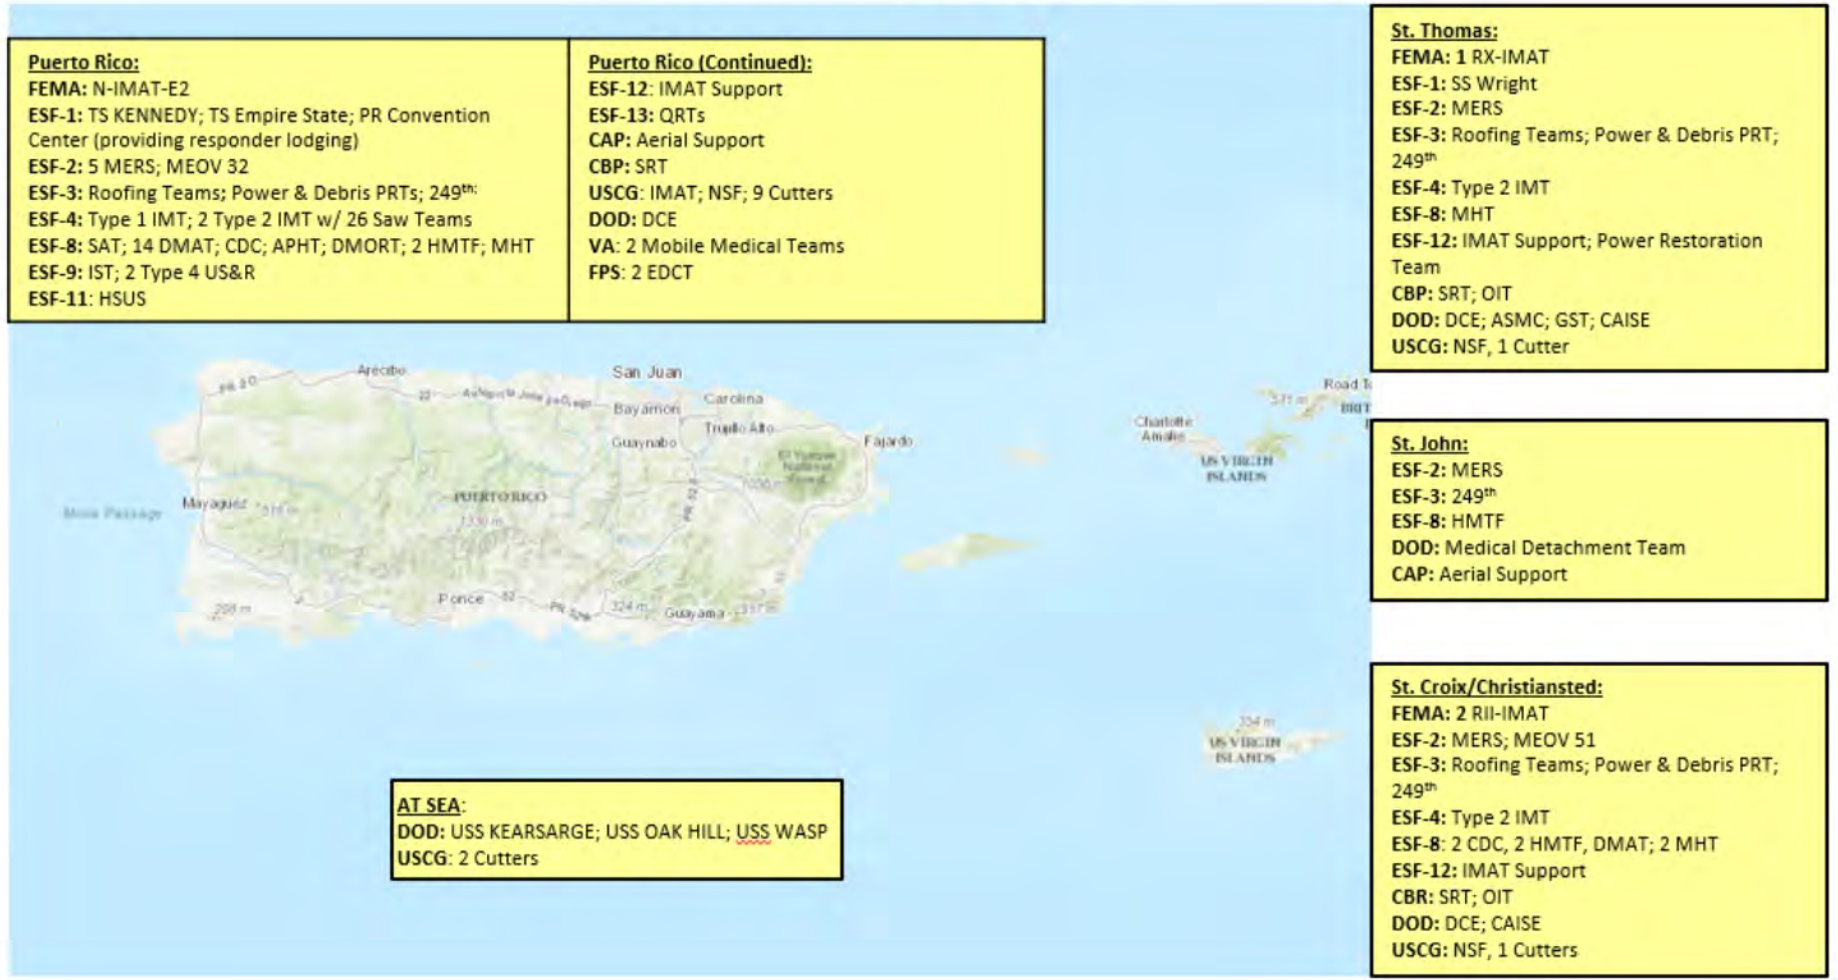 Puerto Rico:
FEMA: N-IMAT-E2
ESF-1: TS KENNEDY; TS Empire State; PR Convention
Center (providing responder lodging)
ESF-2: 5 MERS; MEOV 32
ESF-3: Roofing Teams; Power & Debris PRTs; 249th;
ESF-4: Type 1 IMT; 2 Type 2 IMT w/ 26 Saw Teams
ESF-8: SAT; 14 DMAT; CDC; APHT; DMORT; 2 HMTF; MHT
ESF-9: IST; 2 Type 4 US&R
ESF-11: HSUS
Puerto Rico (Continued):
ESF-12: IMAT Support
ESF-13: QRTs
CAP: Aerial Support
CBP: SRT
USCG: IMAT; NSF; 9 Cutters
DOD: DCE
VA: 2 Mobile Medical Teams
FPS: 2 EDCT
St. Thomas:
FEMA: 1 RX-IMAT
ESF-1: SS Wright
ESF-2: MERS
ESF-3: Roofing Teams; Power & Debris PRT;
249th
ESF-4: Type 2 IMT
ESF-8: MHT
ESF-12: IMAT Support; Power Restoration
Team
CBP: SRT; OIT
DOD: DCE; ASMC; GST; CAISE
USCG: NSF, 1 Cutter
St. John:
ESF-2: MERS
ESF-3: 249th
ESF-8: HMTF
DOD: Medical Detachment Team
CAP: Aerial Support
St. Croix/Christiansted:
FEMA: 2 RII-IMAT
ESF-2: MERS; MEOV 51
ESF-3: Roofing Teams; Power & Debris PRT;
249th
ESF-4: Type 2 IMT
ESF-8: 2 CDC, 2 HMTF, DMAT; 2 MHT
ESF-12: IMAT Support
CBR: SRT; OIT
DOD: DCE; CAISE
USCG: NSF, 1 Cutters
AT SEA:
DOD: USS KEARSARGE; USS OAK HILL; USS WASP
USCG: 2 Cutters
Arecibo
San Juan
Carolina
Bayamón
22
Trujillo Alto
Guaynabo
Fajardo
El Yunque
National
Forest
PUERTO RICO
1330 m
Mayaguez
Mona Passage
Ponce
52
324 m
Guayama
Road
BRIT
Charlotte
Amalie
US VIRGIN
ISLANDS
US VIRGIN
ISLANDS